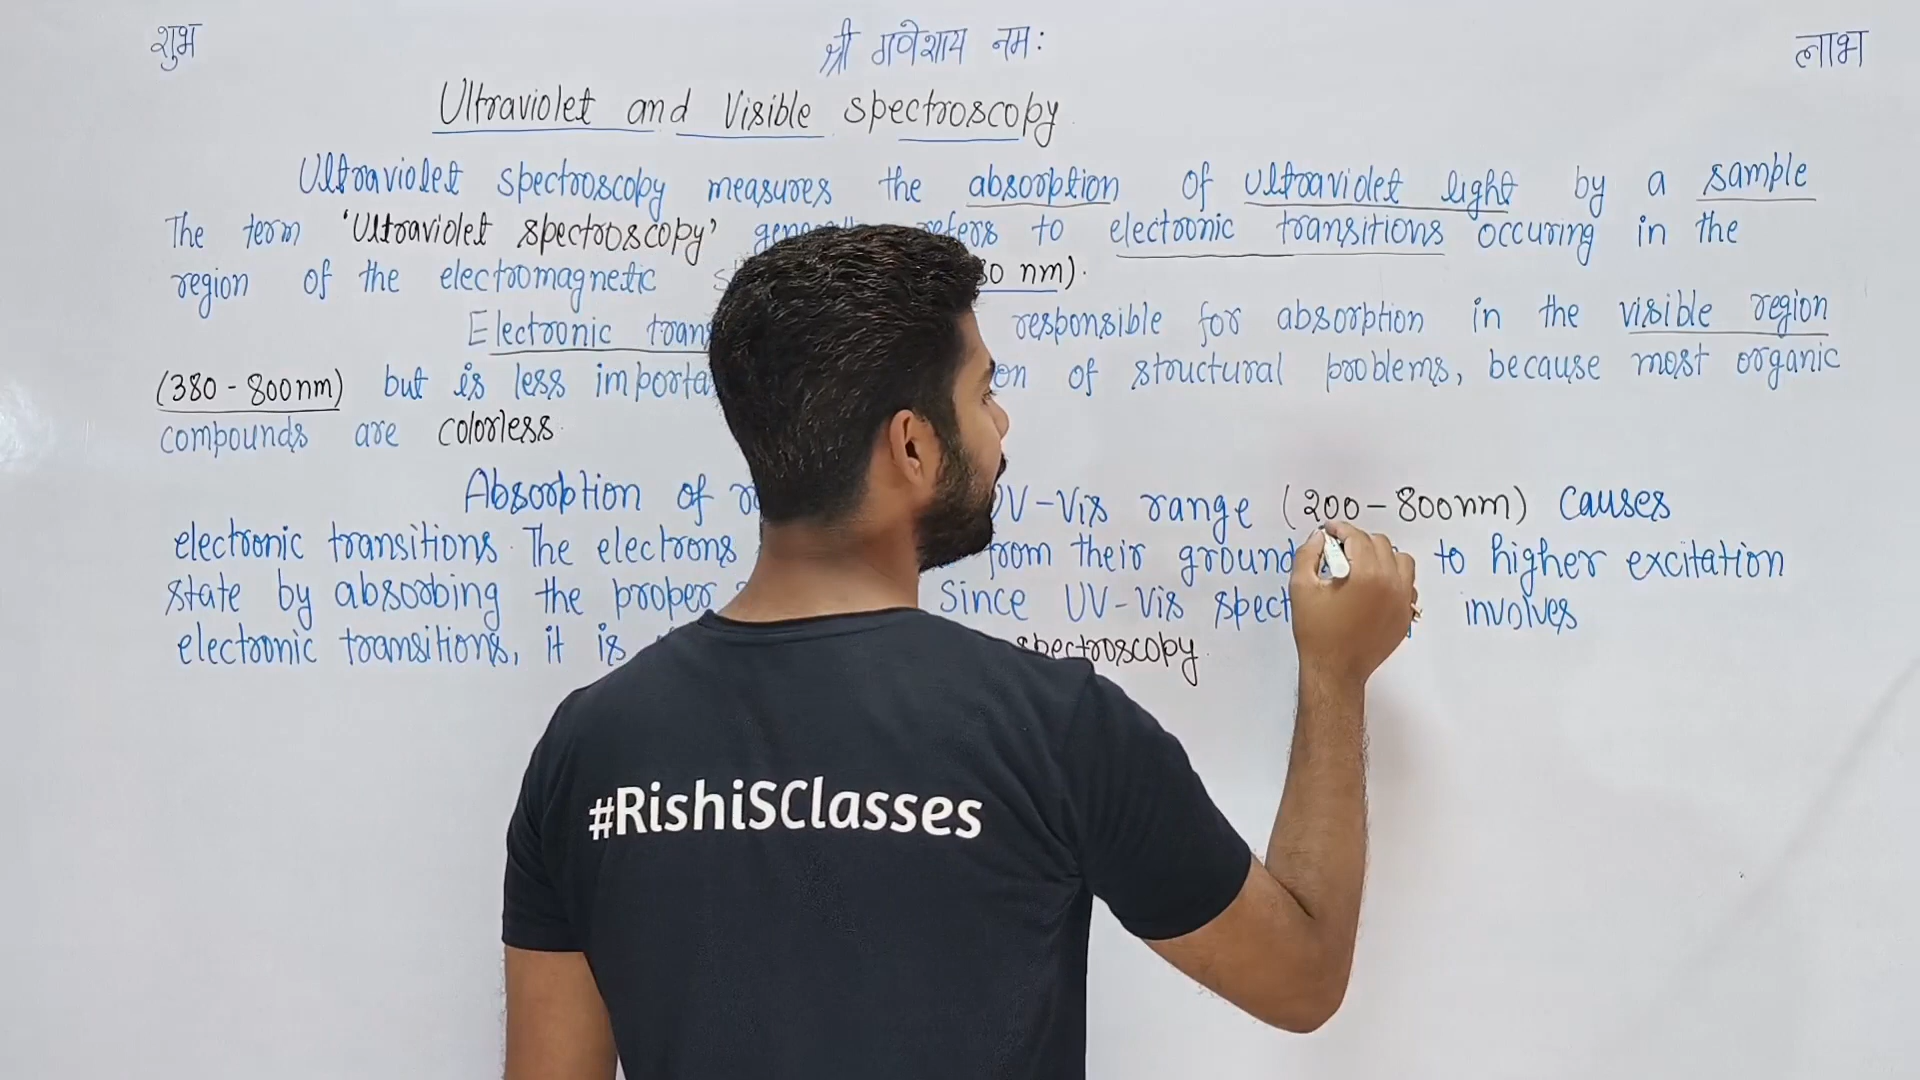 शुभ श्री गणेशाय नमः लाभ
Ultraviolet and Visible spectroscopy
Ultraviolet spectroscopy measures the absorption of ultraviolet light by a sample
The term 'Ultraviolet spectroscopy' refers to electronic transitions occuring in the
region of the electromagnetic nm).
Electronic responsible for absorption in the visible region
(380 - 800nm) but is less of structural problems, because most organic
compounds are colorless.
Absorption of UV-Vis range (200-800nm) causes
electronic transitions. The electrons from their ground to higher excitation
state by absorbing the proper Since UV-Vis involves
electronic transitions, it is spectroscopy.
#RishiSClasses